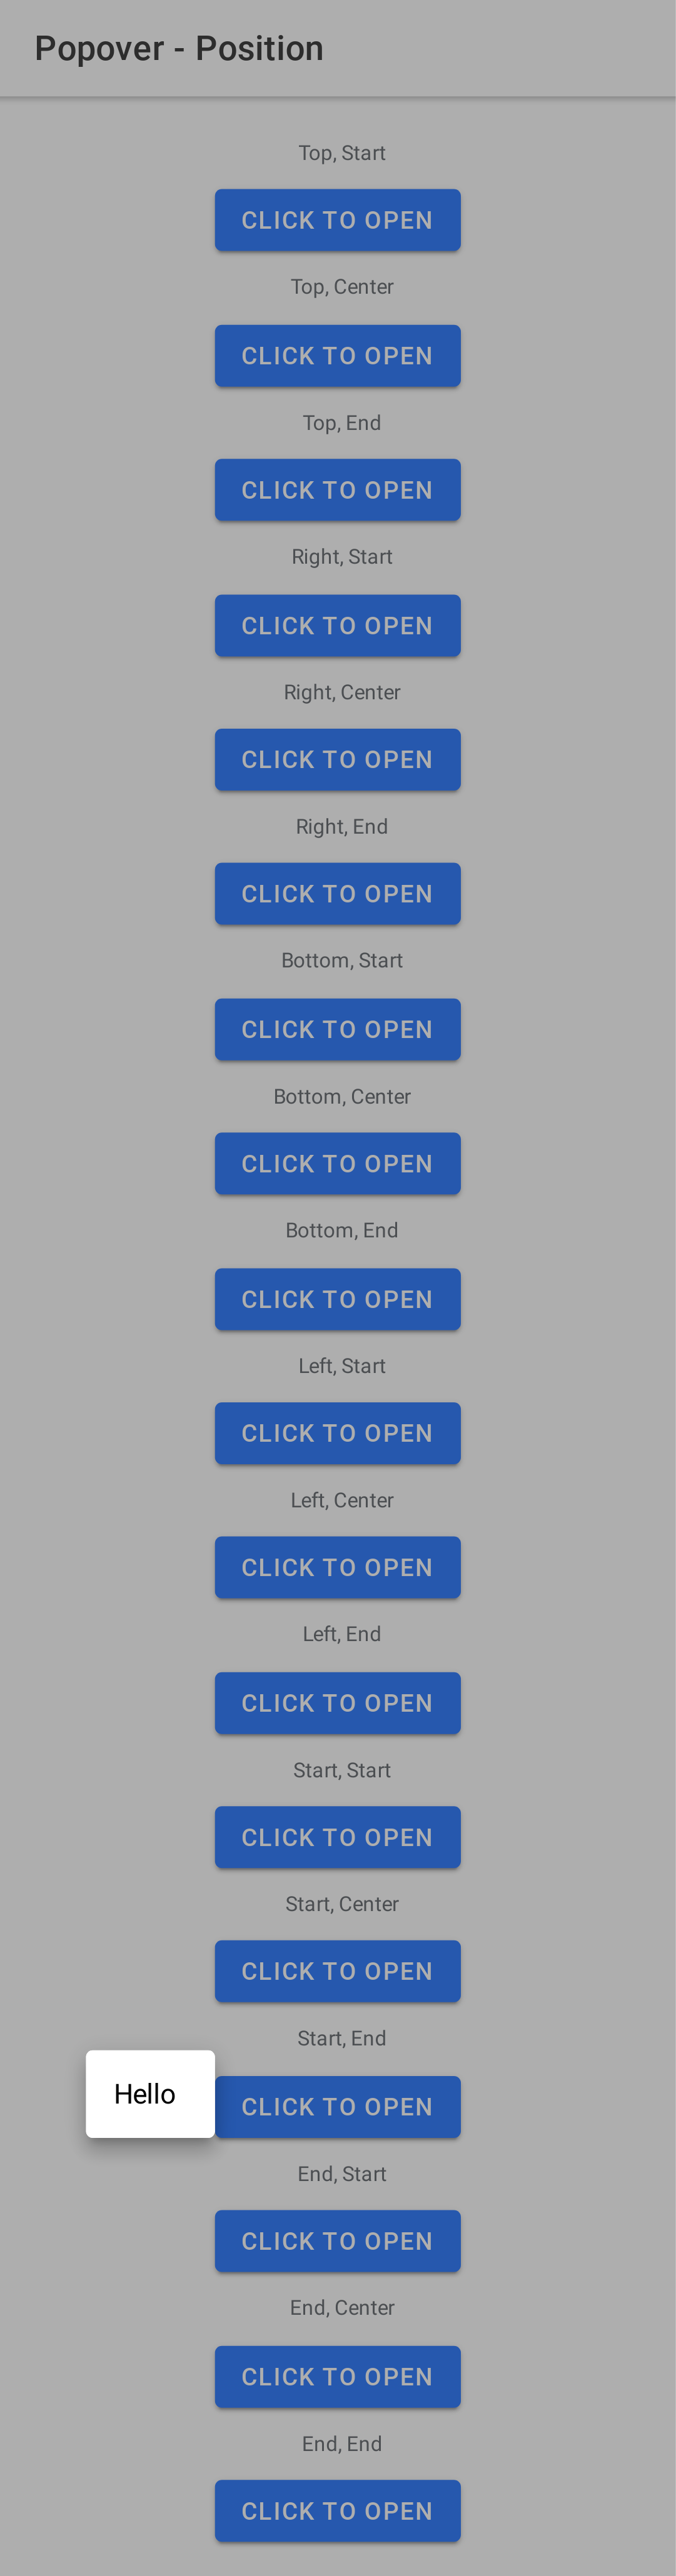 Popover - Position
Top, Start
CLICK TO OPEN
Top, Center
CLICK TO OPEN
Top, End
CLICK TO OPEN
Right, Start
CLICK TO OPEN
Right, Center
CLICK TO OPEN
Right, End
CLICK TO OPEN
Bottom, Start
CLICK TO OPEN
Bottom, Center
CLICK TO OPEN
Bottom, End
CLICK TO OPEN
Left, Start
CLICK TO OPEN
Left, Center
CLICK TO OPEN
Left, End
CLICK TO OPEN
Start, Start
CLICK TO OPEN
Start, Center
CLICK TO OPEN
Start, End
Hello
CLICK TO OPEN
End, Start
CLICK TO OPEN
End, Center
CLICK TO OPEN
End, End
CLICK TO OPEN